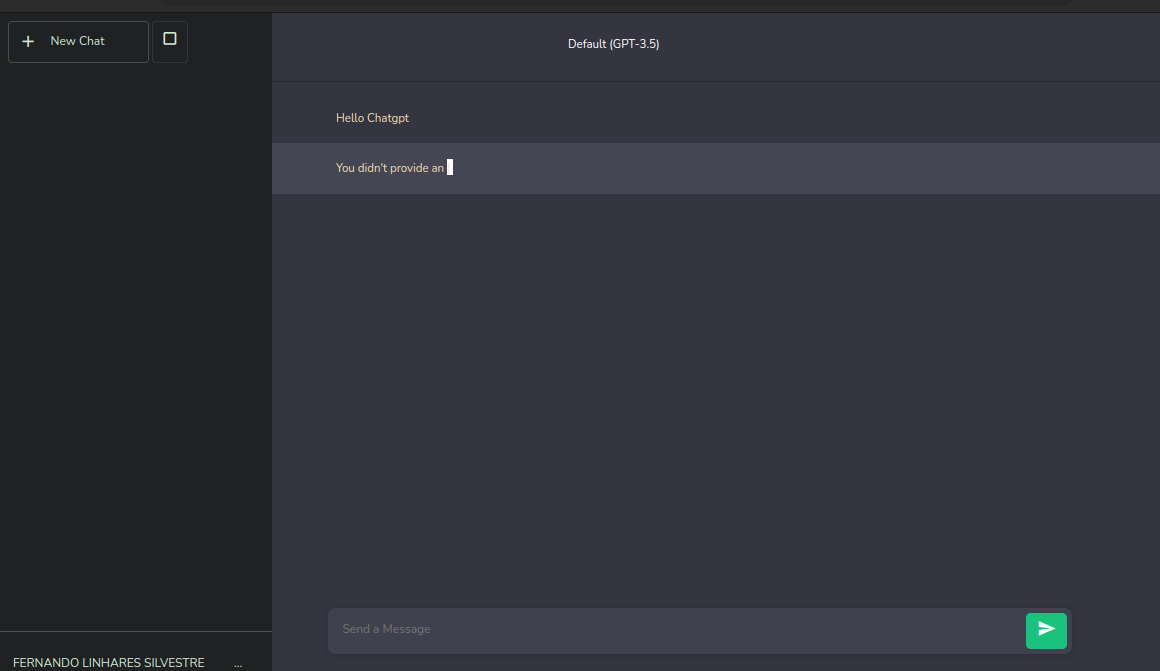 New Chat
Default (GPT-3.5)
Hello Chatgpt
You didn't provide an
Send a Message
FERNANDO LINHARES SILVESTRE ...